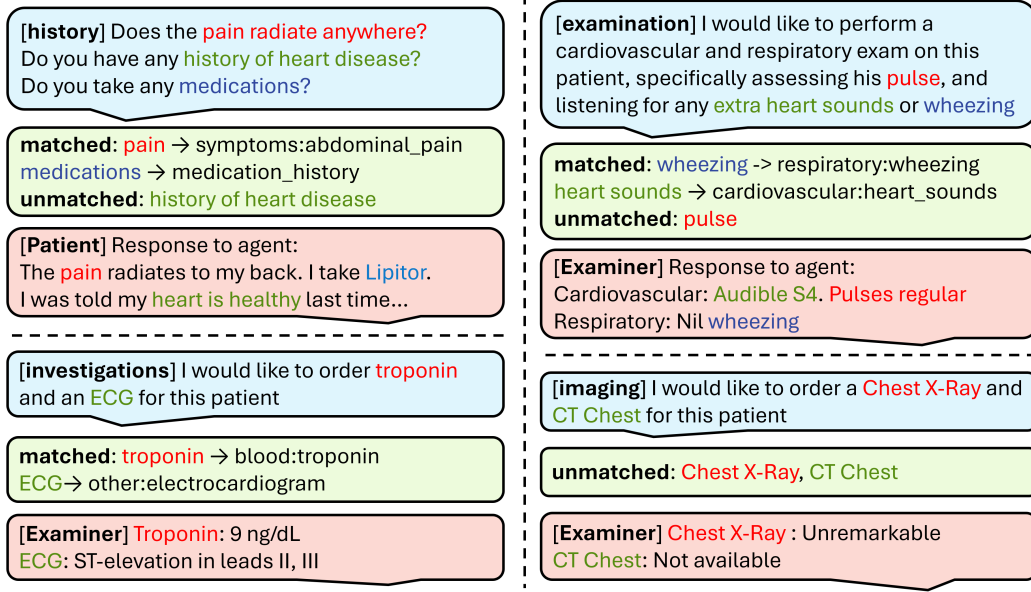 [history] Does the pain radiate anywhere?
Do you have any history of heart disease?
Do you take any medications?
matched: pain → symptoms:abdominal_pain
medications → medication_history
unmatched: history of heart disease
[Patient] Response to agent:
The pain radiates to my back. I take Lipitor.
I was told my heart is healthy last time...
[investigations] I would like to order troponin
and an ECG for this patient
matched: troponin → blood:troponin
ECG→ other:electrocardiogram
[Examiner] Troponin: 9 ng/dL
ECG: ST-elevation in leads II, III
[examination] I would like to perform a
cardiovascular and respiratory exam on this
patient, specifically assessing his pulse, and
listening for any extra heart sounds or wheezing
matched: wheezing -> respiratory:wheezing
heart sounds → cardiovascular:heart_sounds
unmatched: pulse
[Examiner] Response to agent:
Cardiovascular: Audible S4. Pulses regular
Respiratory: Nil wheezing
[imaging] I would like to order a Chest X-Ray and
CT Chest for this patient
unmatched: Chest X-Ray, CT Chest
[Examiner] Chest X-Ray : Unremarkable
CT Chest: Not available